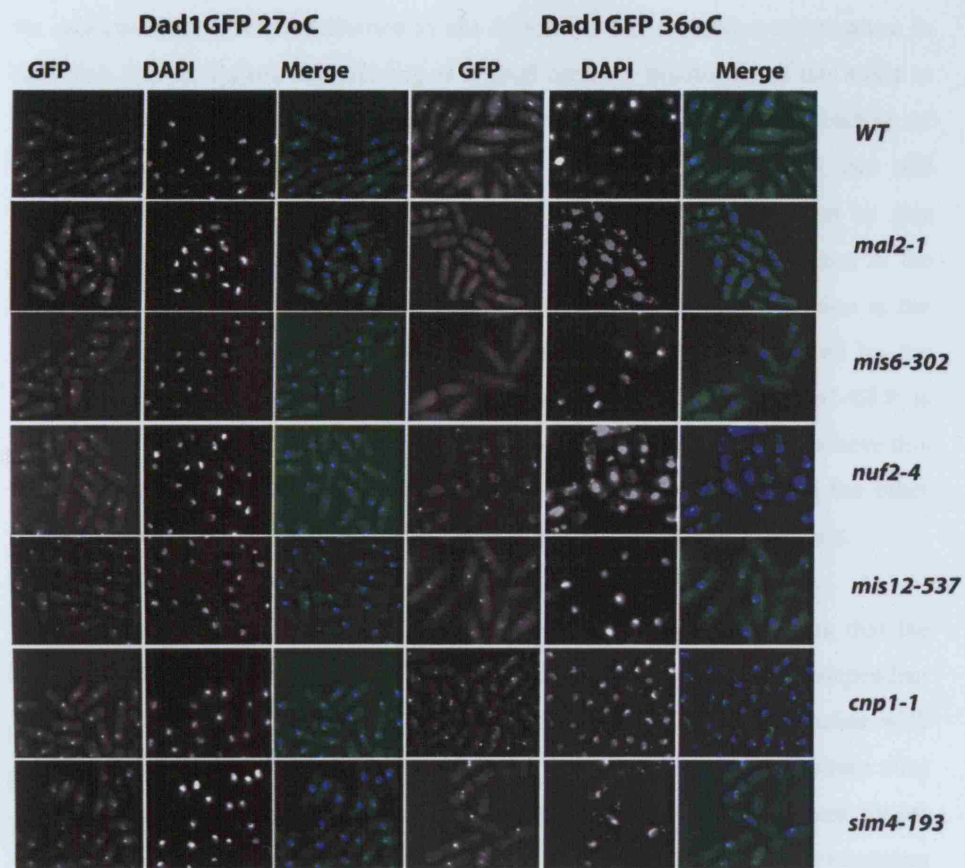 Dad1GFP 27oC Dad1GFP 36oC
GFP DAPI Merge GFP DAPI Merge
WT
mal2-1
mis6-302
nuf2-4
mis12-537
cnp1-1
sim4-193